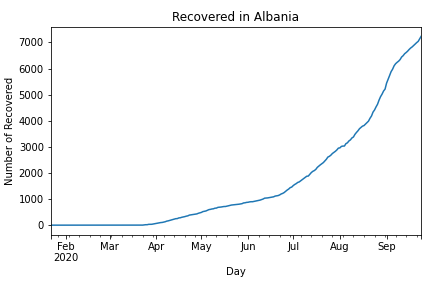 Recovered in Albania
Number of Recovered
7000
6000
5000
4000
3000
2000
1000
0
Feb Mar Apr May Jun Jul Aug Sep
2020
Day